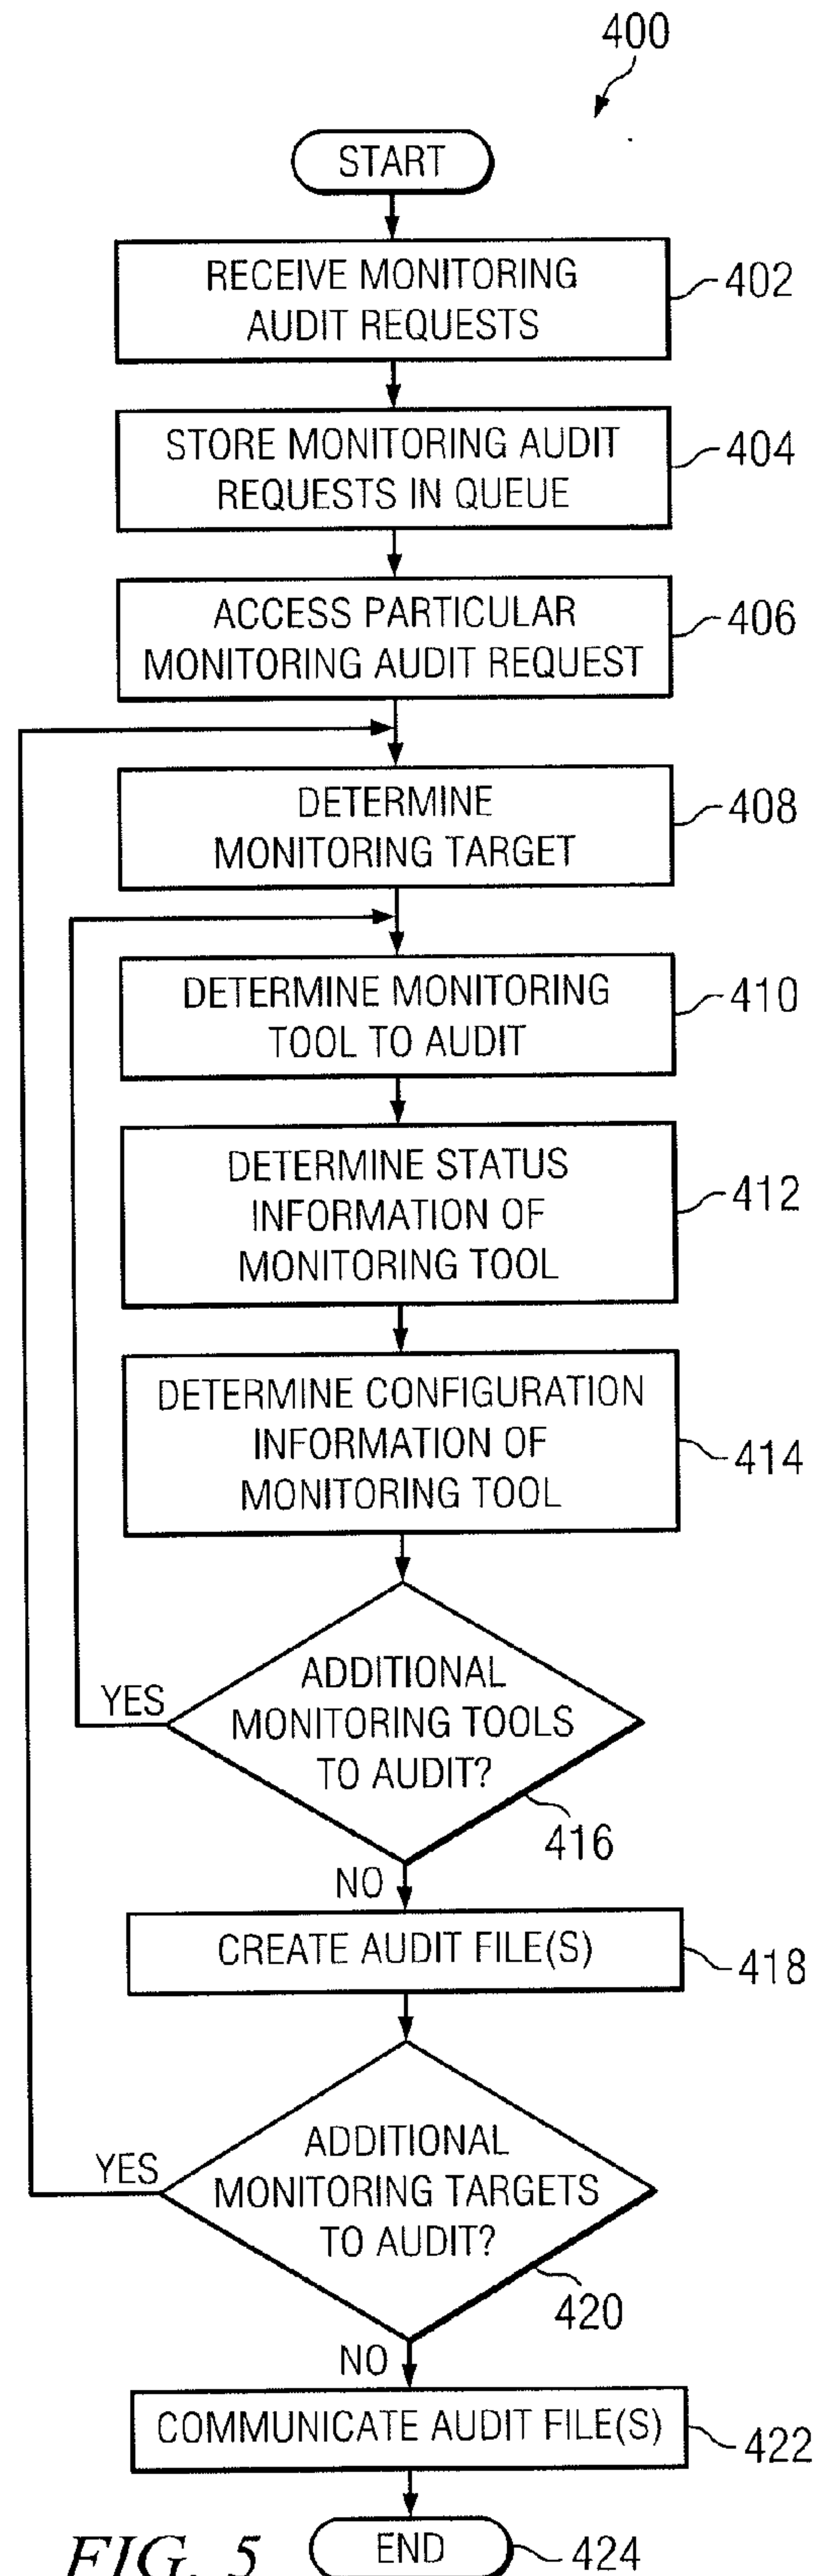 400
START
RECEIVE MONITORING
AUDIT REQUESTS
402
STORE MONITORING AUDIT
REQUESTS IN QUEUE
404
ACCESS PARTICULAR
MONITORING AUDIT REQUEST
406
DETERMINE
MONITORING TARGET
408
DETERMINE MONITORING
TOOL TO AUDIT
410
DETERMINE STATUS
INFORMATION OF
MONITORING TOOL
412
DETERMINE CONFIGURATION
INFORMATION OF
MONITORING TOOL
414
ADDITIONAL
MONITORING TOOLS
TO AUDIT?
YES
416
NO
CREATE AUDIT FILE(S)
418
ADDITIONAL
MONITORING TARGETS
TO AUDIT?
YES
420
NO
COMMUNICATE AUDIT FILE(S)
422
END
424
FIG. 5